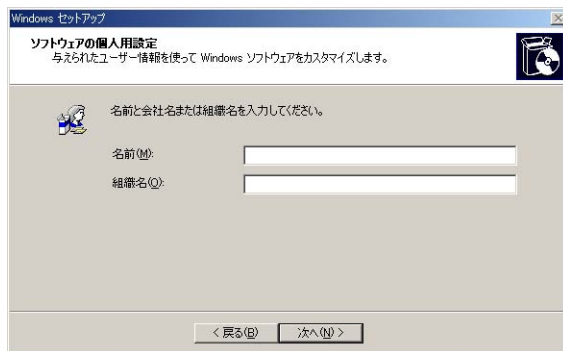 Windows セットアップ
ソフトウェアの個人用設定
与えられたユーザー情報を使って Windows ソフトウェアをカスタマイズします。
名前と会社名または組織名を入力してください。
名前(M):
組織名(O):
< 戻る(B)
次へ(N) >